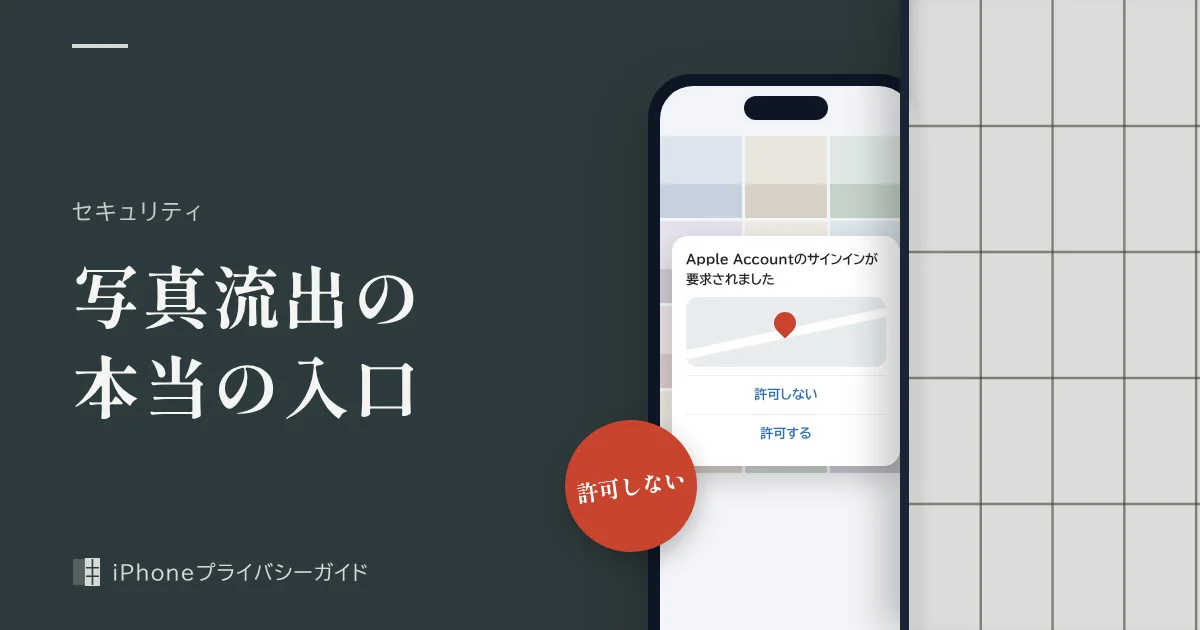 セキュリティ
写真流出の
本当の入口
Apple Accountのサインインが
要求されました
許可しない
許可する
許可しない
iPhoneプライバシーガイド